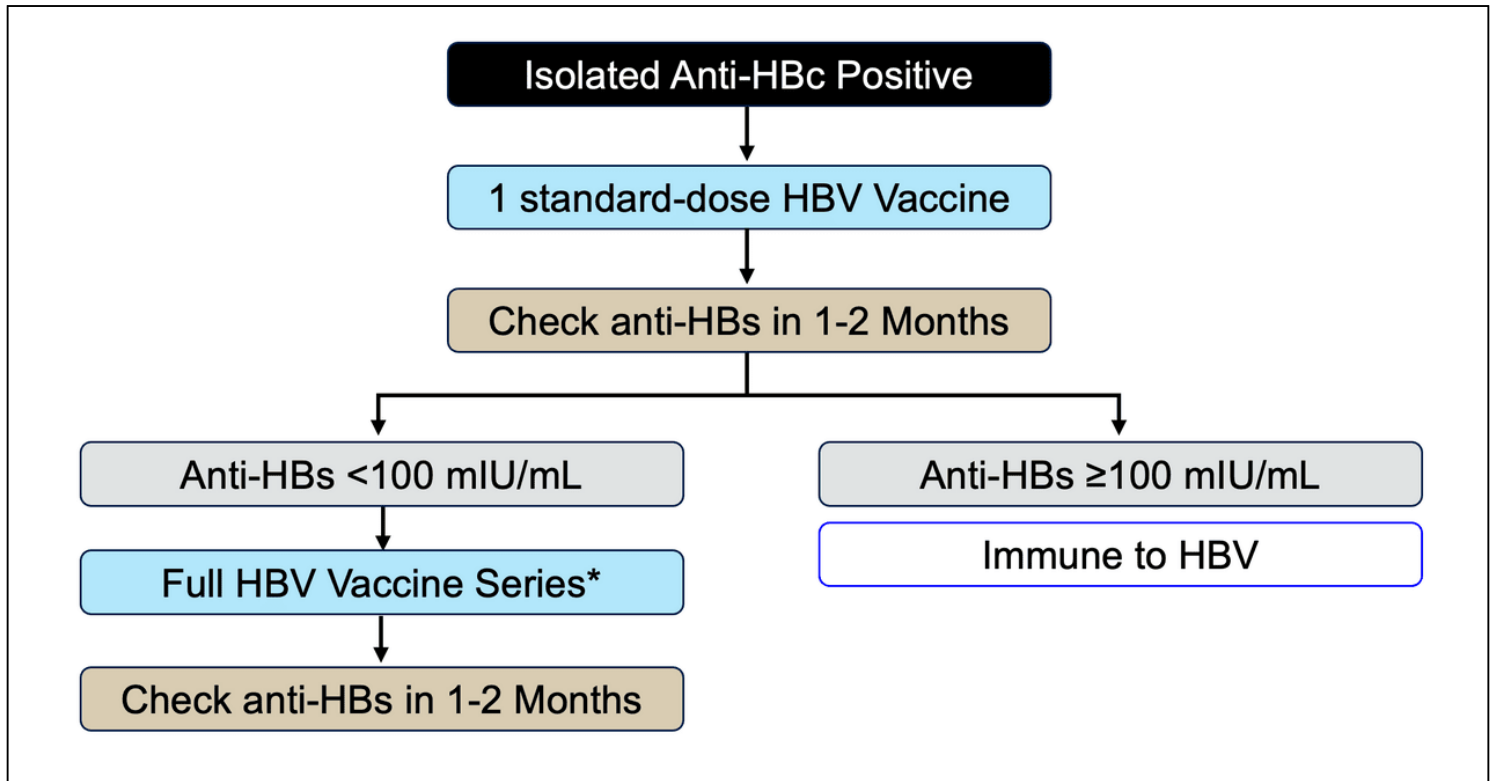 Isolated Anti-HBc Positive
1 standard-dose HBV Vaccine
Check anti-HBs in 1-2 Months
Anti-HBs <100 mIU/mL
Anti-HBs ≥100 mIU/mL
Full HBV Vaccine Series*
Immune to HBV
Check anti-HBs in 1-2 Months